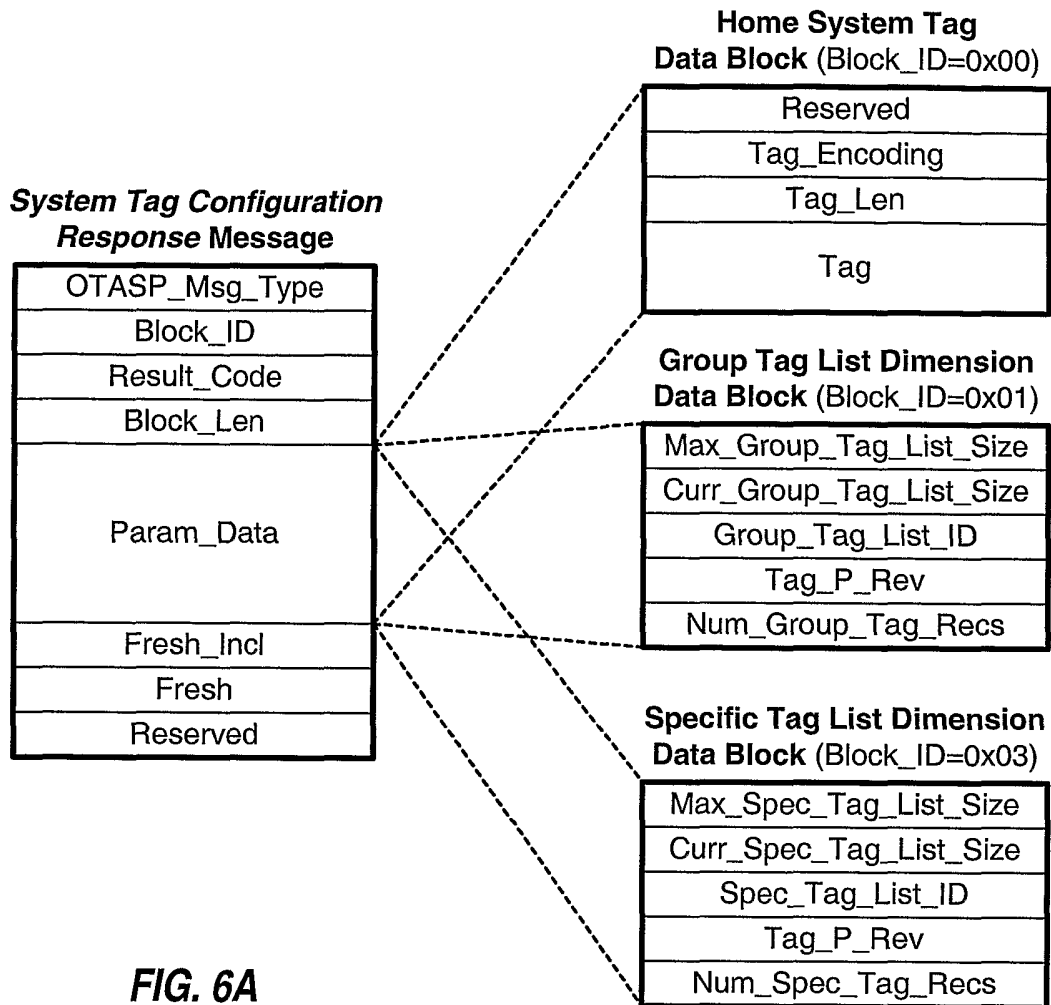 System Tag Configuration
Response Message
OTASP_Msg_Type
Block_ID
Result_Code
Block_Len
Param_Data
Fresh_Incl
Fresh
Reserved
Home System Tag
Data Block (Block_ID=0x00)
Reserved
Tag_Encoding
Tag_Len
Tag
Group Tag List Dimension
Data Block (Block_ID=0x01)
Max_Group_Tag_List_Size
Curr_Group_Tag_List_Size
Group_Tag_List_ID
Tag_P_Rev
Num_Group_Tag_Recs
Specific Tag List Dimension
Data Block (Block_ID=0x03)
Max_Spec_Tag_List_Size
Curr_Spec_Tag_List_Size
Spec_Tag_List_ID
Tag_P_Rev
Num_Spec_Tag_Recs
FIG. 6A